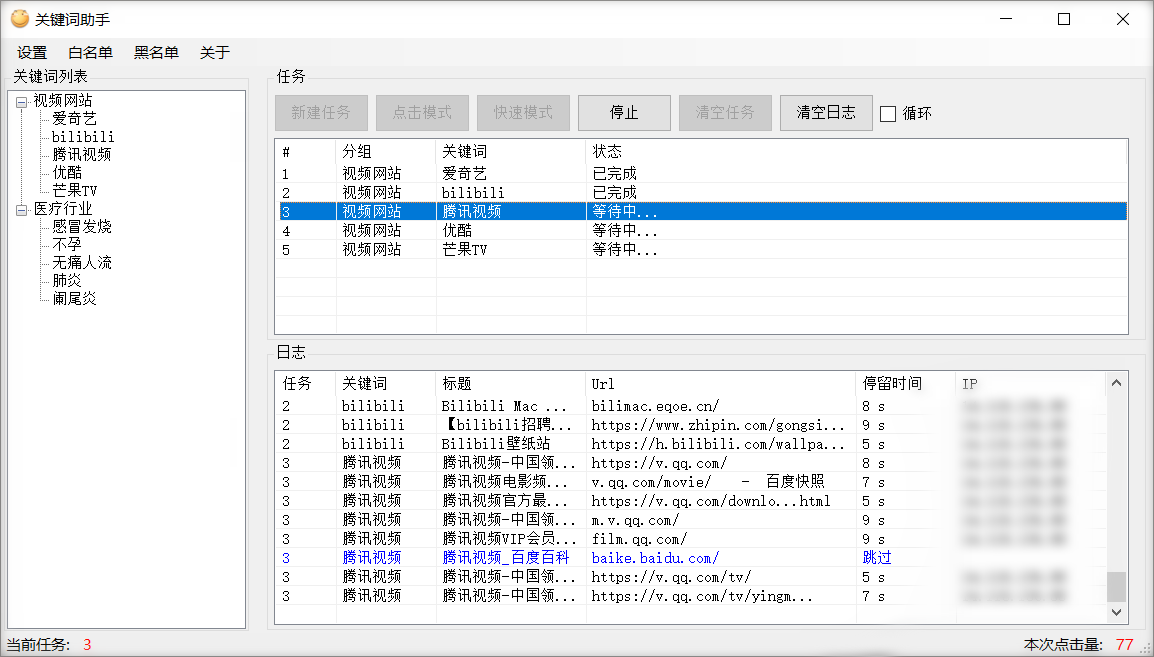 关键词助手
设置 白名单 黑名单 关于
关键词列表
视频网站
爱奇艺
bilibili
腾讯视频
优酷
芒果TV
医疗行业
感冒发烧
不孕
无痛人流
肺炎
阑尾炎
任务
新建任务 点击模式 快速模式 停止 清空任务 清空日志 循环
# 分组 关键词 状态
1 视频网站 爱奇艺 已完成
2 视频网站 bilibili 已完成
3 视频网站 腾讯视频 等待中...
4 视频网站 优酷 等待中...
5 视频网站 芒果TV 等待中...
日志
任务 关键词 标题 Url 停留时间 IP
2 bilibili Bilibili Mac ... bilimac.eqoe.cn/ 8 s
2 bilibili 【bilibili招聘... https://www.zhipin.com/gongsi... 9 s
2 bilibili Bilibili壁纸站 https://h.bilibili.com/wallpa... 5 s
3 腾讯视频 腾讯视频-中国领... https://v.qq.com/ 8 s
3 腾讯视频 腾讯视频电影频... v.qq.com/movie/ - 百度快照 7 s
3 腾讯视频 腾讯视频官方最... https://v.qq.com/downlo...html 5 s
3 腾讯视频 腾讯视频-中国领... m.v.qq.com/ 9 s
3 腾讯视频 腾讯视频VIP会员... film.qq.com/ 9 s
3 腾讯视频 腾讯视频_百度百科 baike.baidu.com/ 跳过
3 腾讯视频 腾讯视频-中国领... https://v.qq.com/tv/ 5 s
3 腾讯视频 腾讯视频-中国领... https://v.qq.com/tv/yingm... 7 s
当前任务: 3 本次点击量: 77